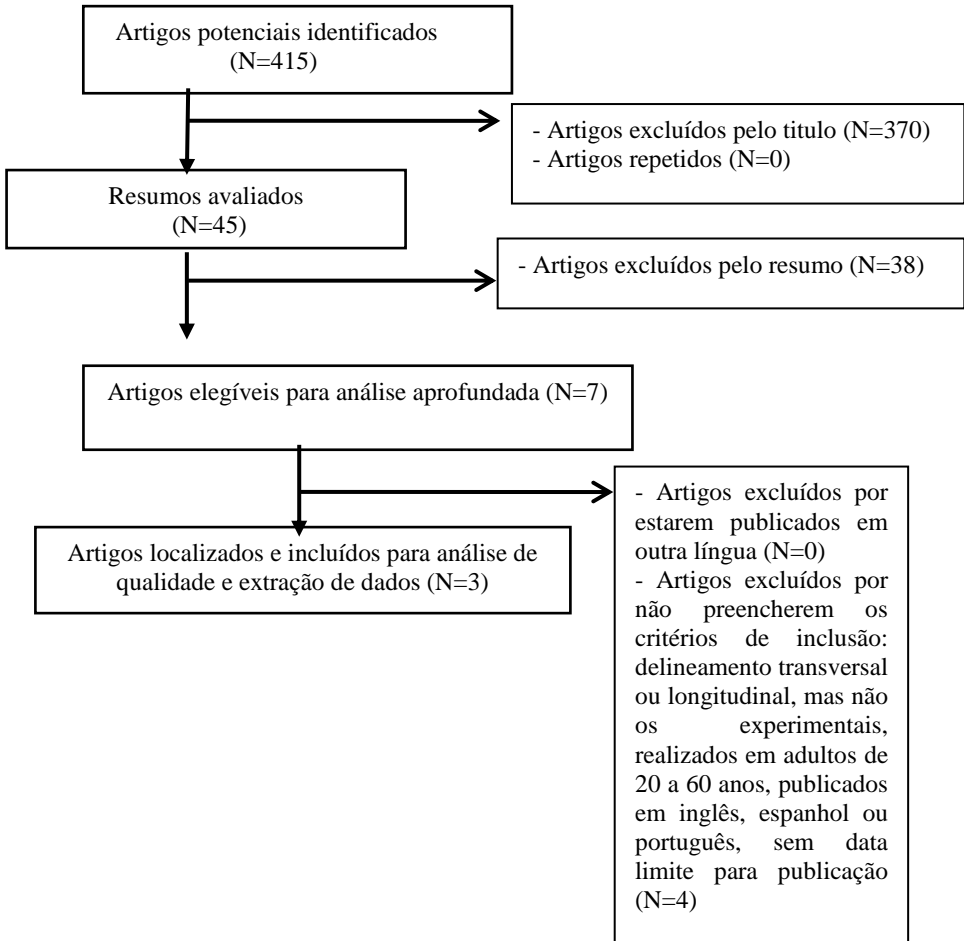 Artigos potenciais identificados
(N=415)
- Artigos excluídos pelo titulo (N=370)
- Artigos repetidos (N=0)
Resumos avaliados
(N=45)
- Artigos excluídos pelo resumo (N=38)
Artigos elegíveis para análise aprofundada (N=7)
- Artigos excluídos por
estarem publicados em
outra língua (N=0)
- Artigos excluídos por
não preencherem os
critérios de inclusão:
delineamento transversal
ou longitudinal, mas não
os experimentais,
realizados em adultos de
20 a 60 anos, publicados
em inglês, espanhol ou
português, sem data
limite para publicação
(N=4)
Artigos localizados e incluídos para análise de
qualidade e extração de dados (N=3)